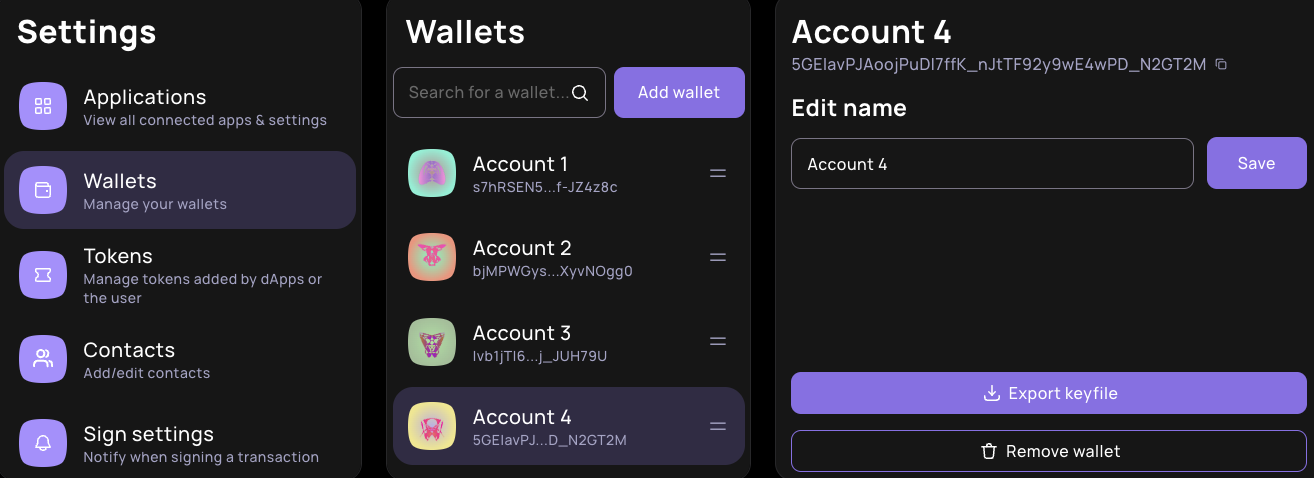 Settings
Applications
View all connected apps & settings
Wallets
Manage your wallets
Tokens
Manage tokens added by dApps or
the user
Contacts
Add/edit contacts
Sign settings
Notify when signing a transaction
Wallets
Search for a wallet...
Add wallet
Account 1
s7hRSEN5...f-JZ4z8c
Account 2
bjMPWGys...XyvNOgg0
Account 3
lvb1jTI6...j_JUH79U
Account 4
5GEIavPJ...D_N2GT2M
Account 4
5GEIavPJAoojPuDI7ffK_nJtTF92y9wE4wPD_N2GT2M
Edit name
Account 4
Save
Export keyfile
Remove wallet